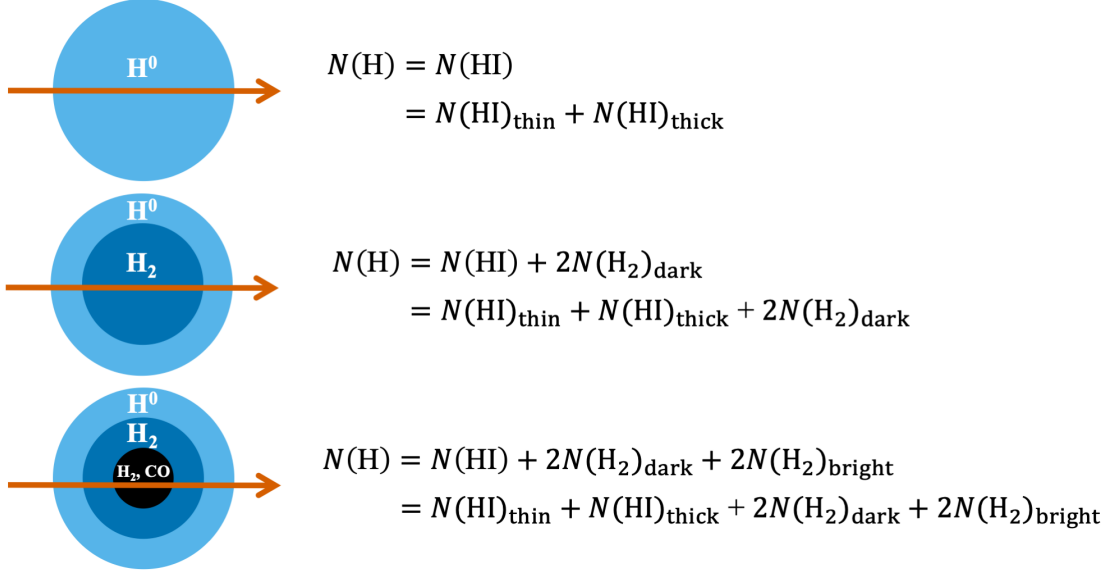 H⁰
N(H) = N(HI)
= N(HI)thin + N(HI)thick
H⁰
H₂
N(H) = N(HI) + 2N(H₂)dark
= N(HI)thin + N(HI)thick + 2N(H₂)dark
H⁰
H₂
H₂, CO
N(H) = N(HI) + 2N(H₂)dark + 2N(H₂)bright
= N(HI)thin + N(HI)thick + 2N(H₂)dark + 2N(H₂)bright